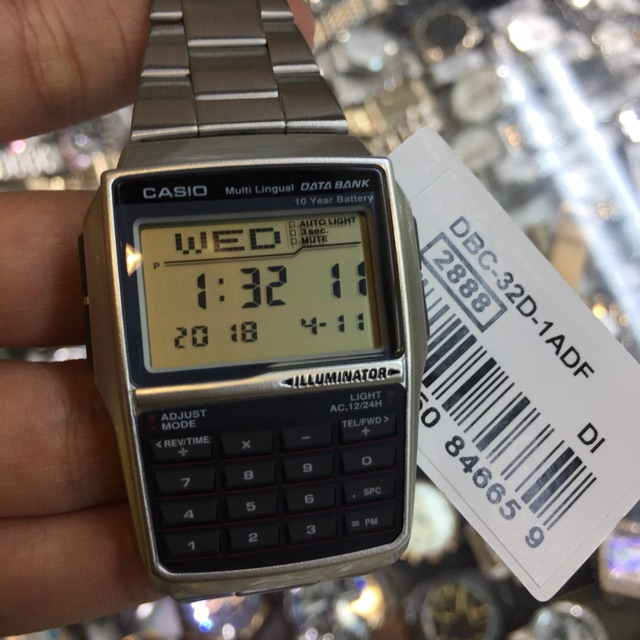 CASIO Multi Lingual DATA BANK
10 Year Battery
WED AUTO LIGHT
3sec.
MUTE
P
1:32 11
2018 4-11
ILLUMINATOR
ADJUST LIGHT
MODE AC,12/24H
<REV/TIME ÷ × − TEL/FWD> +
7 8 9 0
4 5 6 . SPC
1 2 3 = PM
DBC-32D-1ADF
2888
DI
84665 9